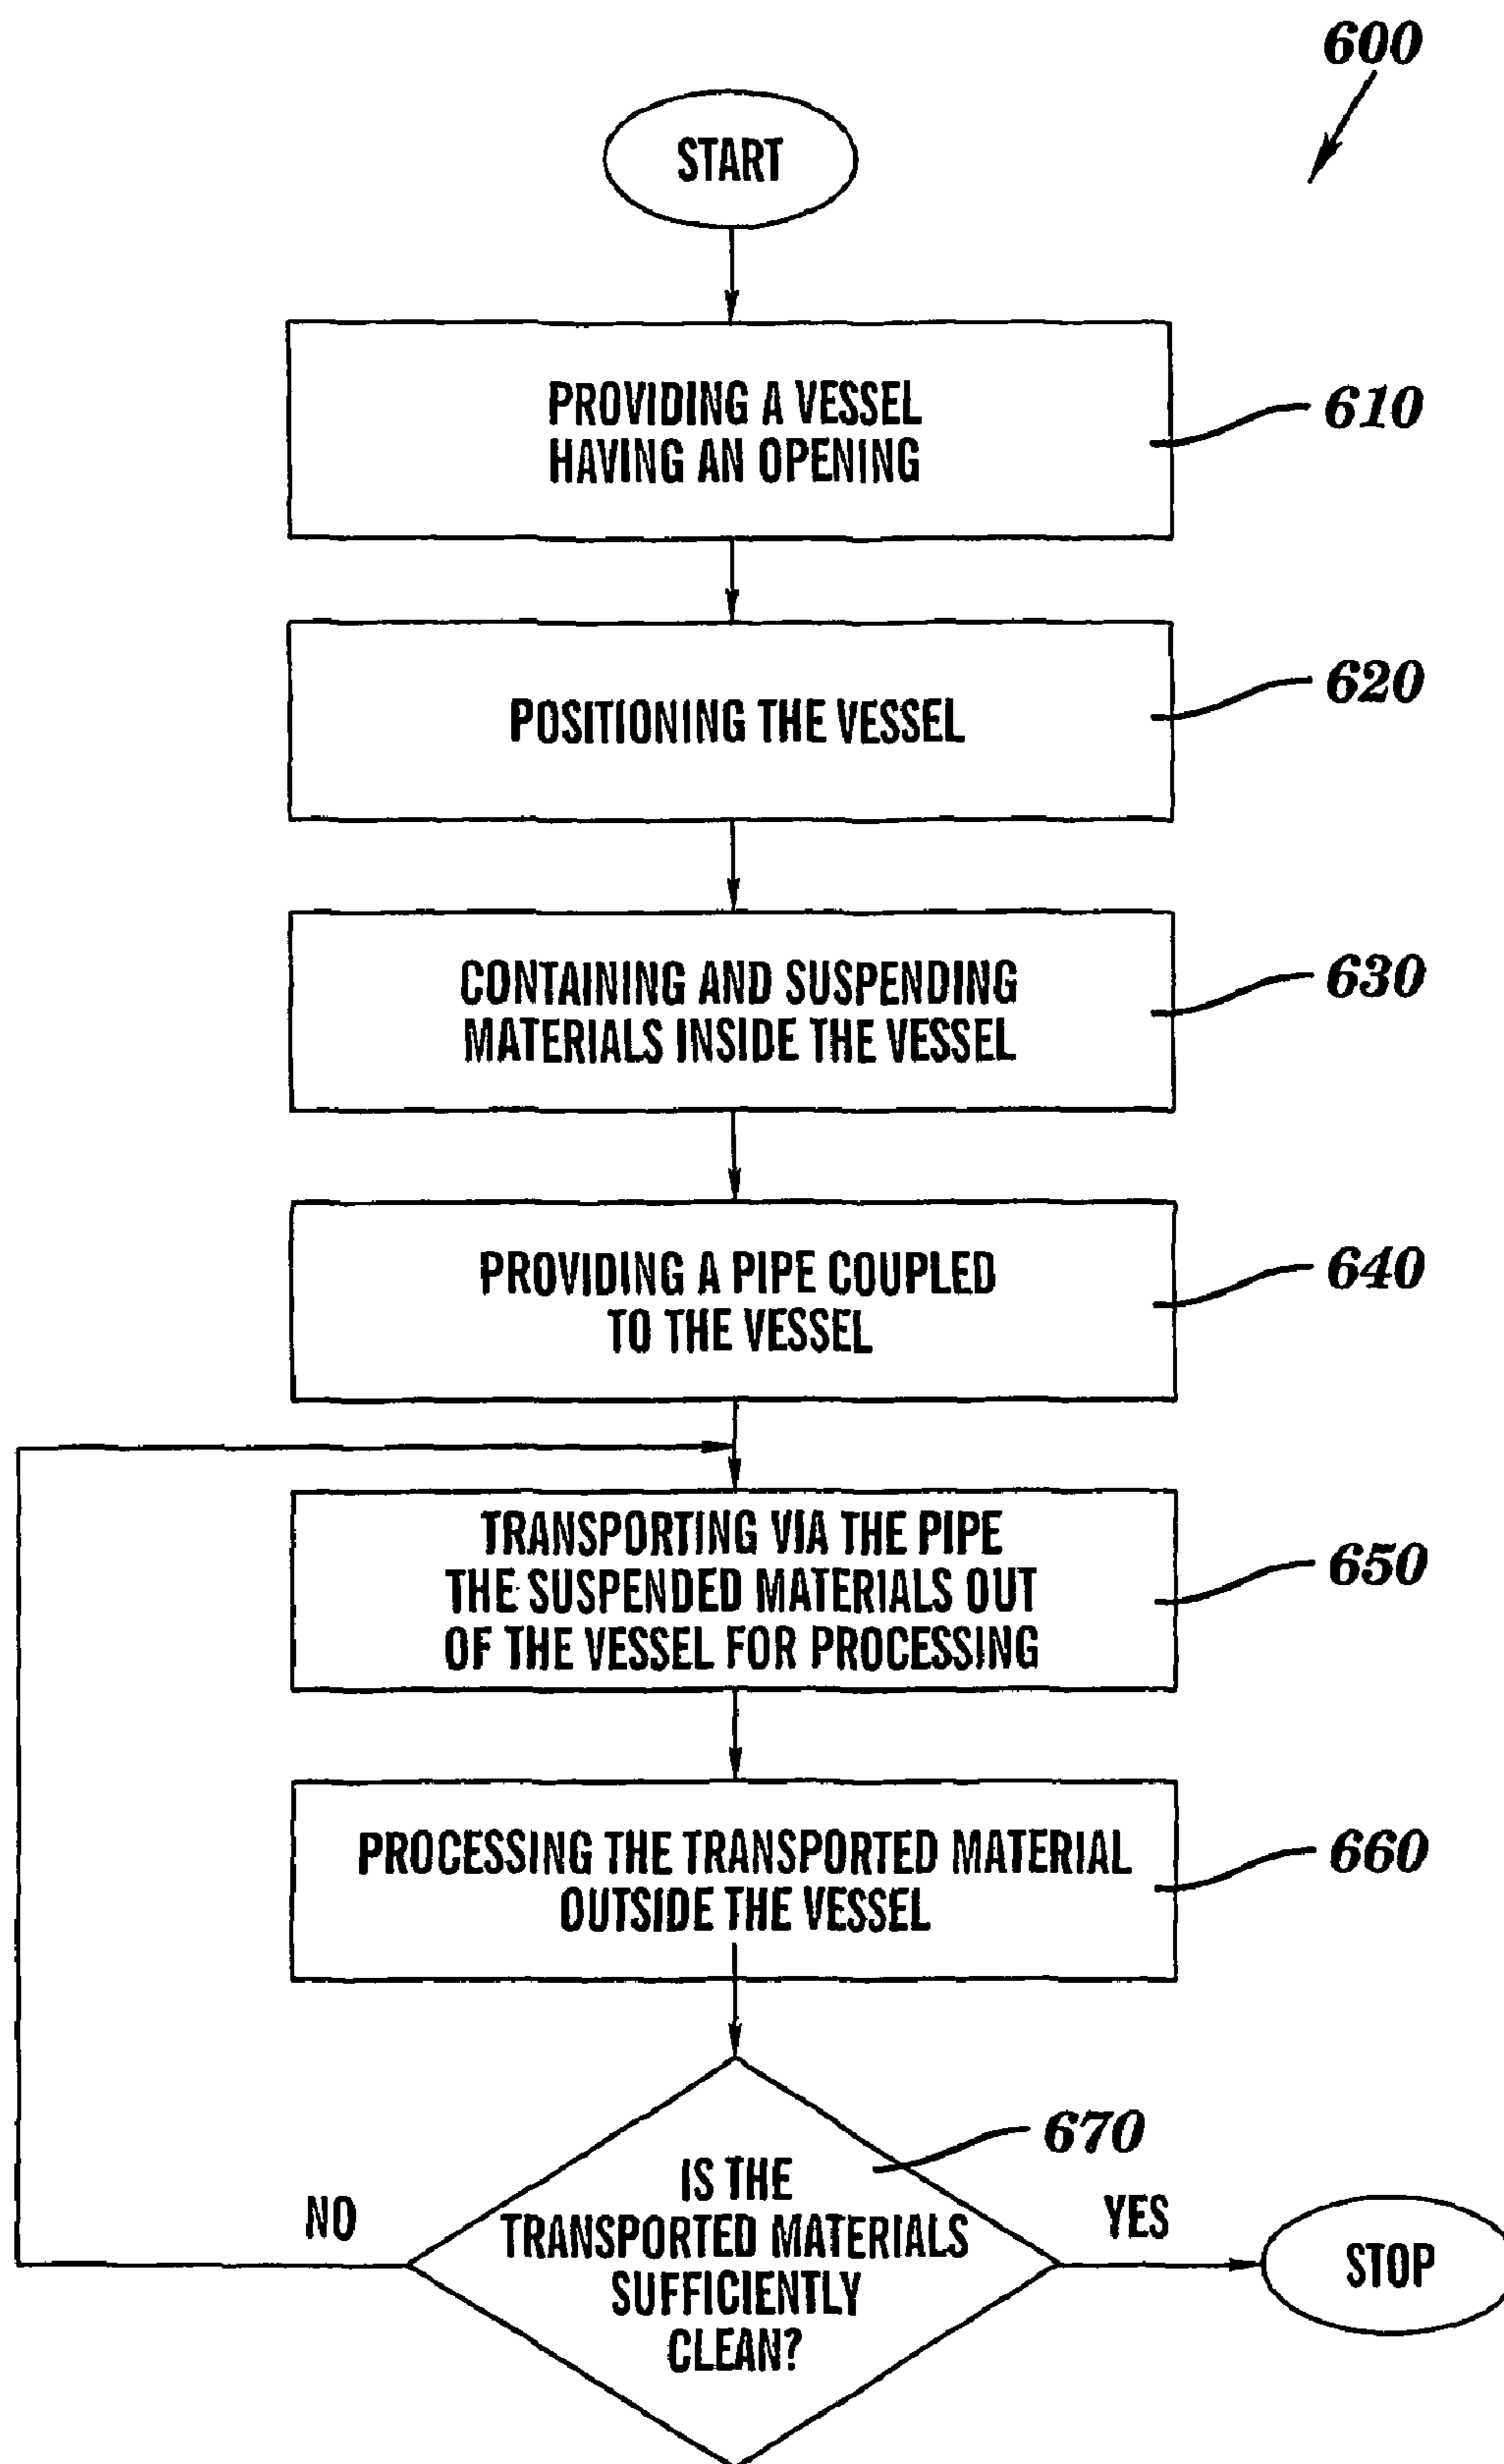 600
START
PROVIDING A VESSEL
HAVING AN OPENING
610
POSITIONING THE VESSEL
620
CONTAINING AND SUSPENDING
MATERIALS INSIDE THE VESSEL
630
PROVIDING A PIPE COUPLED
TO THE VESSEL
640
TRANSPORTING VIA THE PIPE
THE SUSPENDED MATERIALS OUT
OF THE VESSEL FOR PROCESSING
650
PROCESSING THE TRANSPORTED MATERIAL
OUTSIDE THE VESSEL
660
670
IS THE
TRANSPORTED MATERIALS
SUFFICIENTLY
CLEAN?
NO
YES
STOP